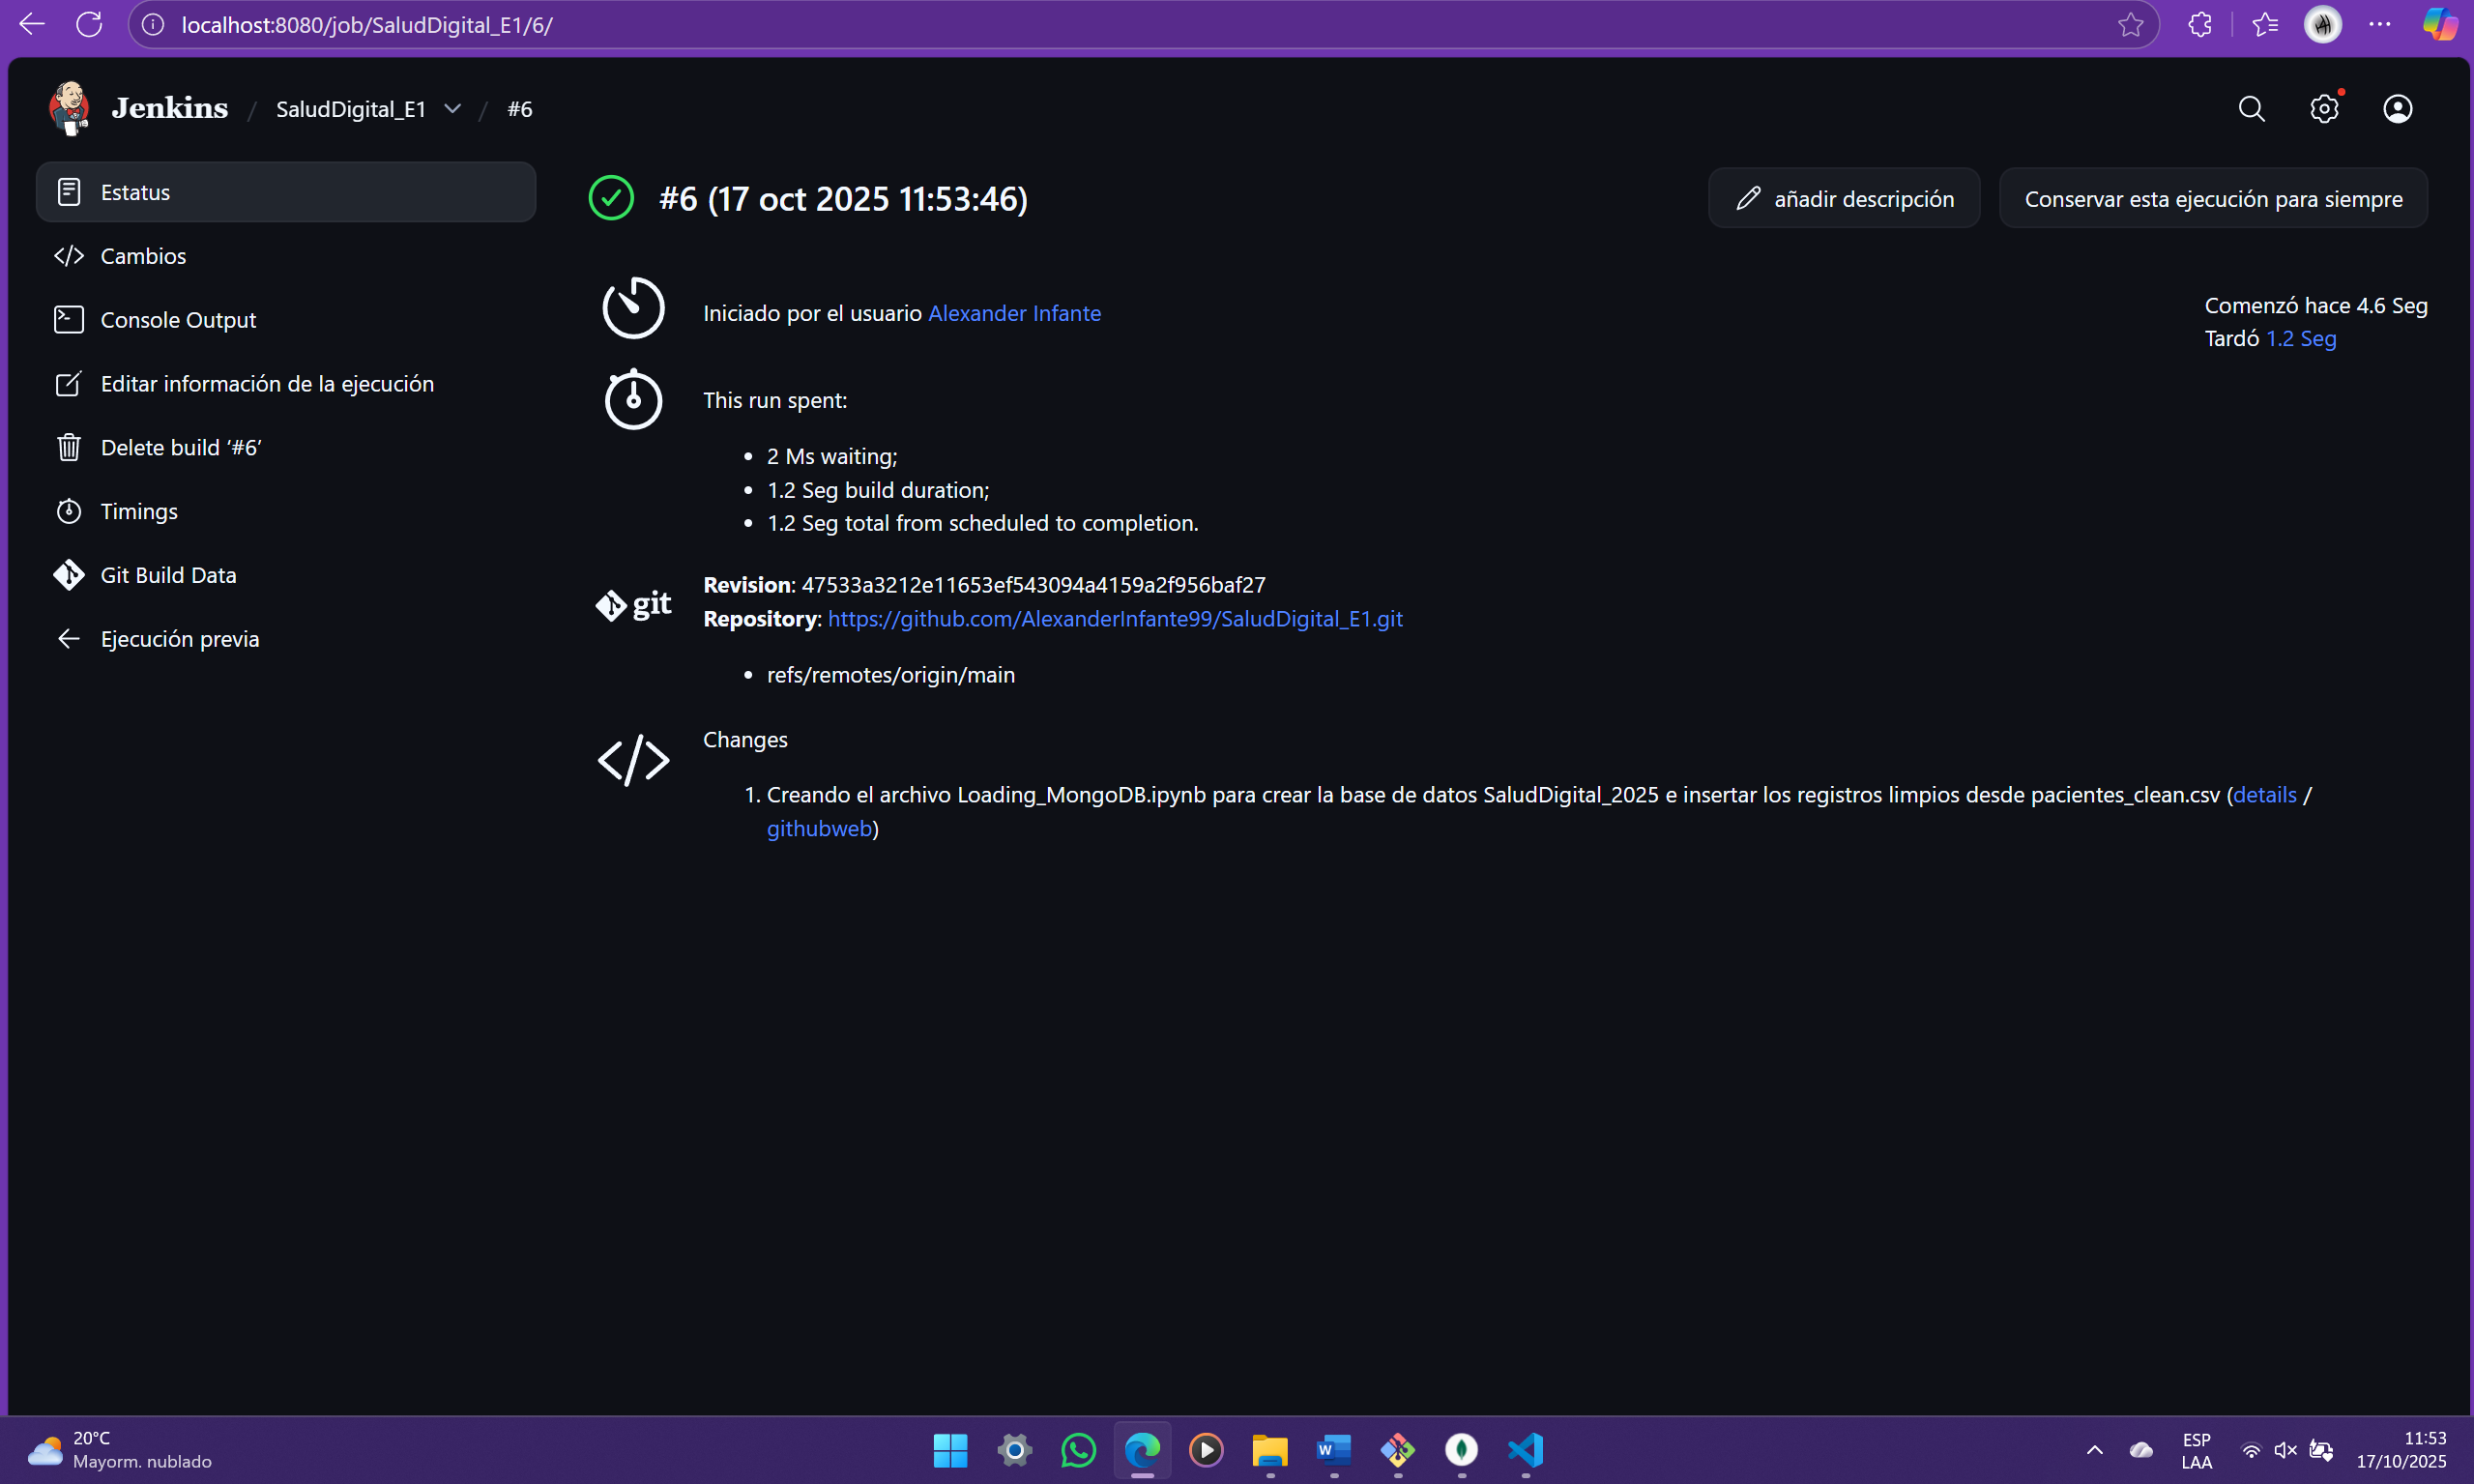 localhost:8080/job/SaludDigital_E1/6/
Jenkins / SaludDigital_E1 / #6
Estatus
Cambios
Console Output
Editar información de la ejecución
Delete build ‘#6’
Timings
Git Build Data
Ejecución previa
#6 (17 oct 2025 11:53:46)
añadir descripción
Conservar esta ejecución para siempre
Iniciado por el usuario Alexander Infante
Comenzó hace 4.6 Seg
Tardó 1.2 Seg
This run spent:
2 Ms waiting;
1.2 Seg build duration;
1.2 Seg total from scheduled to completion.
git
Revision: 47533a3212e11653ef543094a4159a2f956baf27
Repository: https://github.com/AlexanderInfante99/SaludDigital_E1.git
refs/remotes/origin/main
Changes
1. Creando el archivo Loading_MongoDB.ipynb para crear la base de datos SaludDigital_2025 e insertar los registros limpios desde pacientes_clean.csv (details /
githubweb)
20°C
Mayorm. nublado
W
ESP
LAA
11:53
17/10/2025